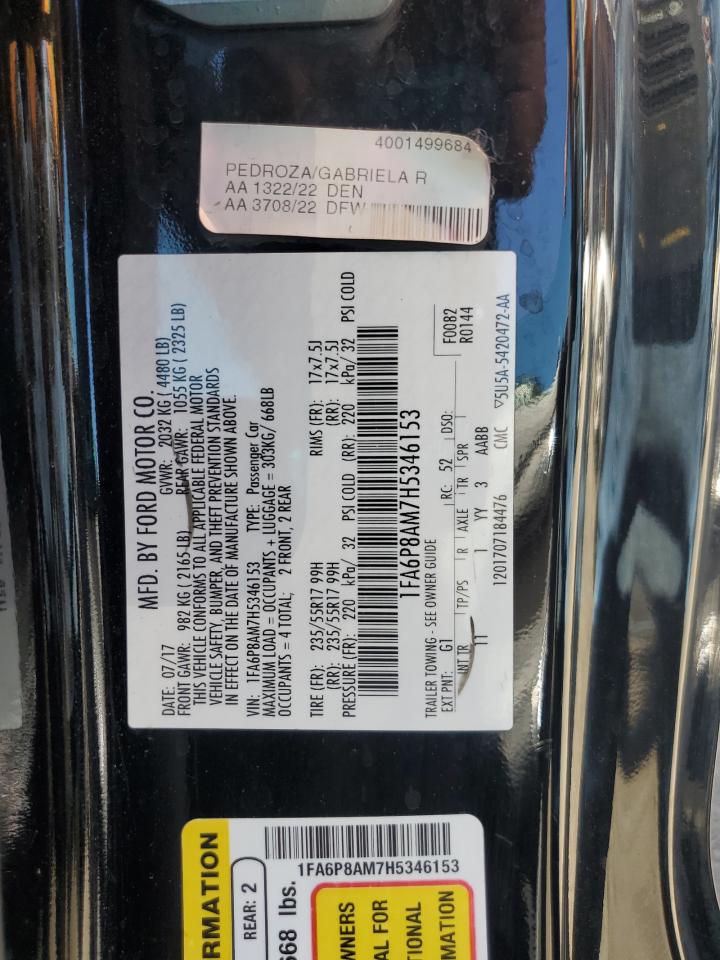 4001499684
PEDROZA/GABRIELA R
AA 1322/22 DEN
AA 3708/22 DFW
MFD. BY FORD MOTOR CO.
DATE: 07/17 GVWR: 2032 KG ( 4480 LB)
FRONT GAWR: 982 KG ( 2165 LB) REAR GAWR: 1055 KG ( 2325 LB)
THIS VEHICLE CONFORMS TO ALL APPLICABLE FEDERAL MOTOR
VEHICLE SAFETY, BUMPER, AND THEFT PREVENTION STANDARDS
IN EFFECT ON THE DATE OF MANUFACTURE SHOWN ABOVE.
VIN: 1FA6P8AM7H5346153 TYPE: Passenger Car
MAXIMUM LOAD = OCCUPANTS + LUGGAGE = 303KG/ 668LB
OCCUPANTS = 4 TOTAL; 2 FRONT, 2 REAR
TIRE (FR): 235/55R17 99H RIMS (FR): 17x7.5J
(RR): 235/55R17 99H (RR): 17x7.5J
PRESSURE (FR): 220 kPa/ 32 PSI COLD (RR): 220 kPa/ 32 PSI COLD
1FA6P8AM7H5346153
TRAILER TOWING - SEE OWNER GUIDE F0082
EXT PNT: G1 RC: 52 DSO: R0144
INT TR TP/PS R AXLE TR SPR
11 1 YY 3 AABB
1201707184476 CMC ▽5U5A-5420472-AA
RMATION
REAR: 2
668 lbs.
1FA6P8AM7H5346153
WNERS
AL FOR
TIONAL
MATION